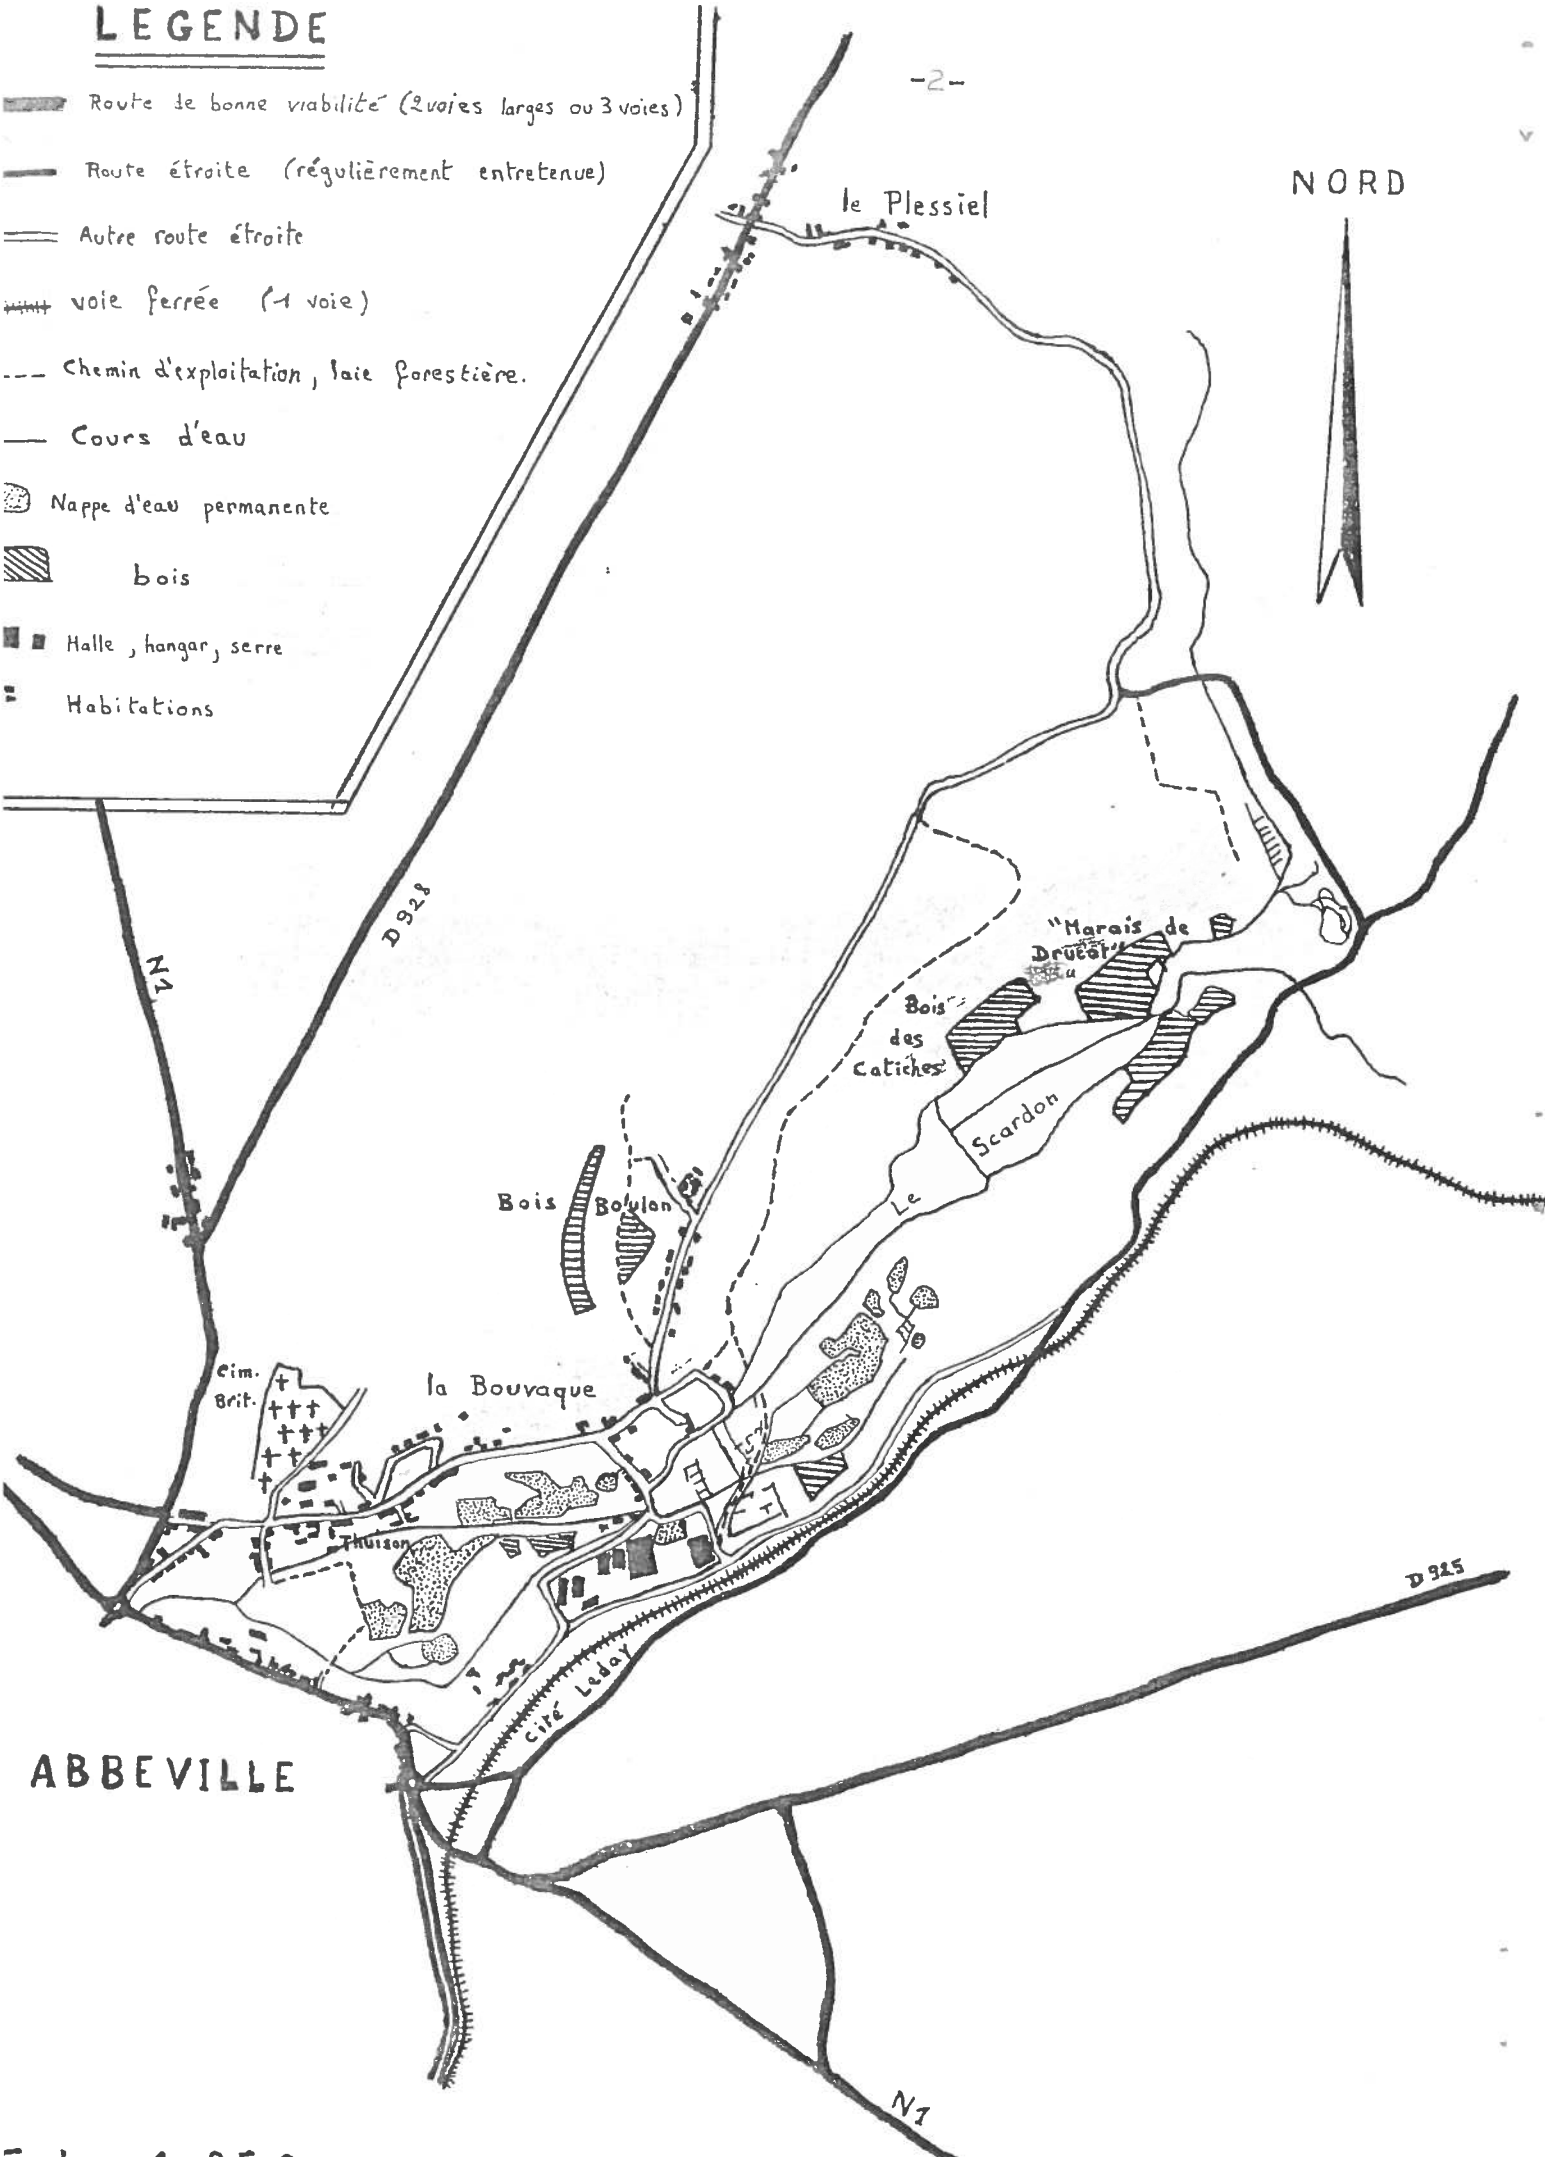 LEGENDE
-2-
Route de bonne viabilité (2 voies larges ou 3 voies)
Route étroite (régulièrement entretenue)
Autre route étroite
voie ferrée (1 voie)
Chemin d'exploitation, laie forestière.
Cours d'eau
Nappe d'eau permanente
bois
Halle, hangar, serre
Habitations
NORD
le Plessiel
D 928
N1
"Marais de
Drucat"
Bois
des
Catiches
Le Scardon
Bois Boulon
Cim.
Brit.
la Bouvaque
Thuison
Cité Leday
D 925
ABBEVILLE
N1